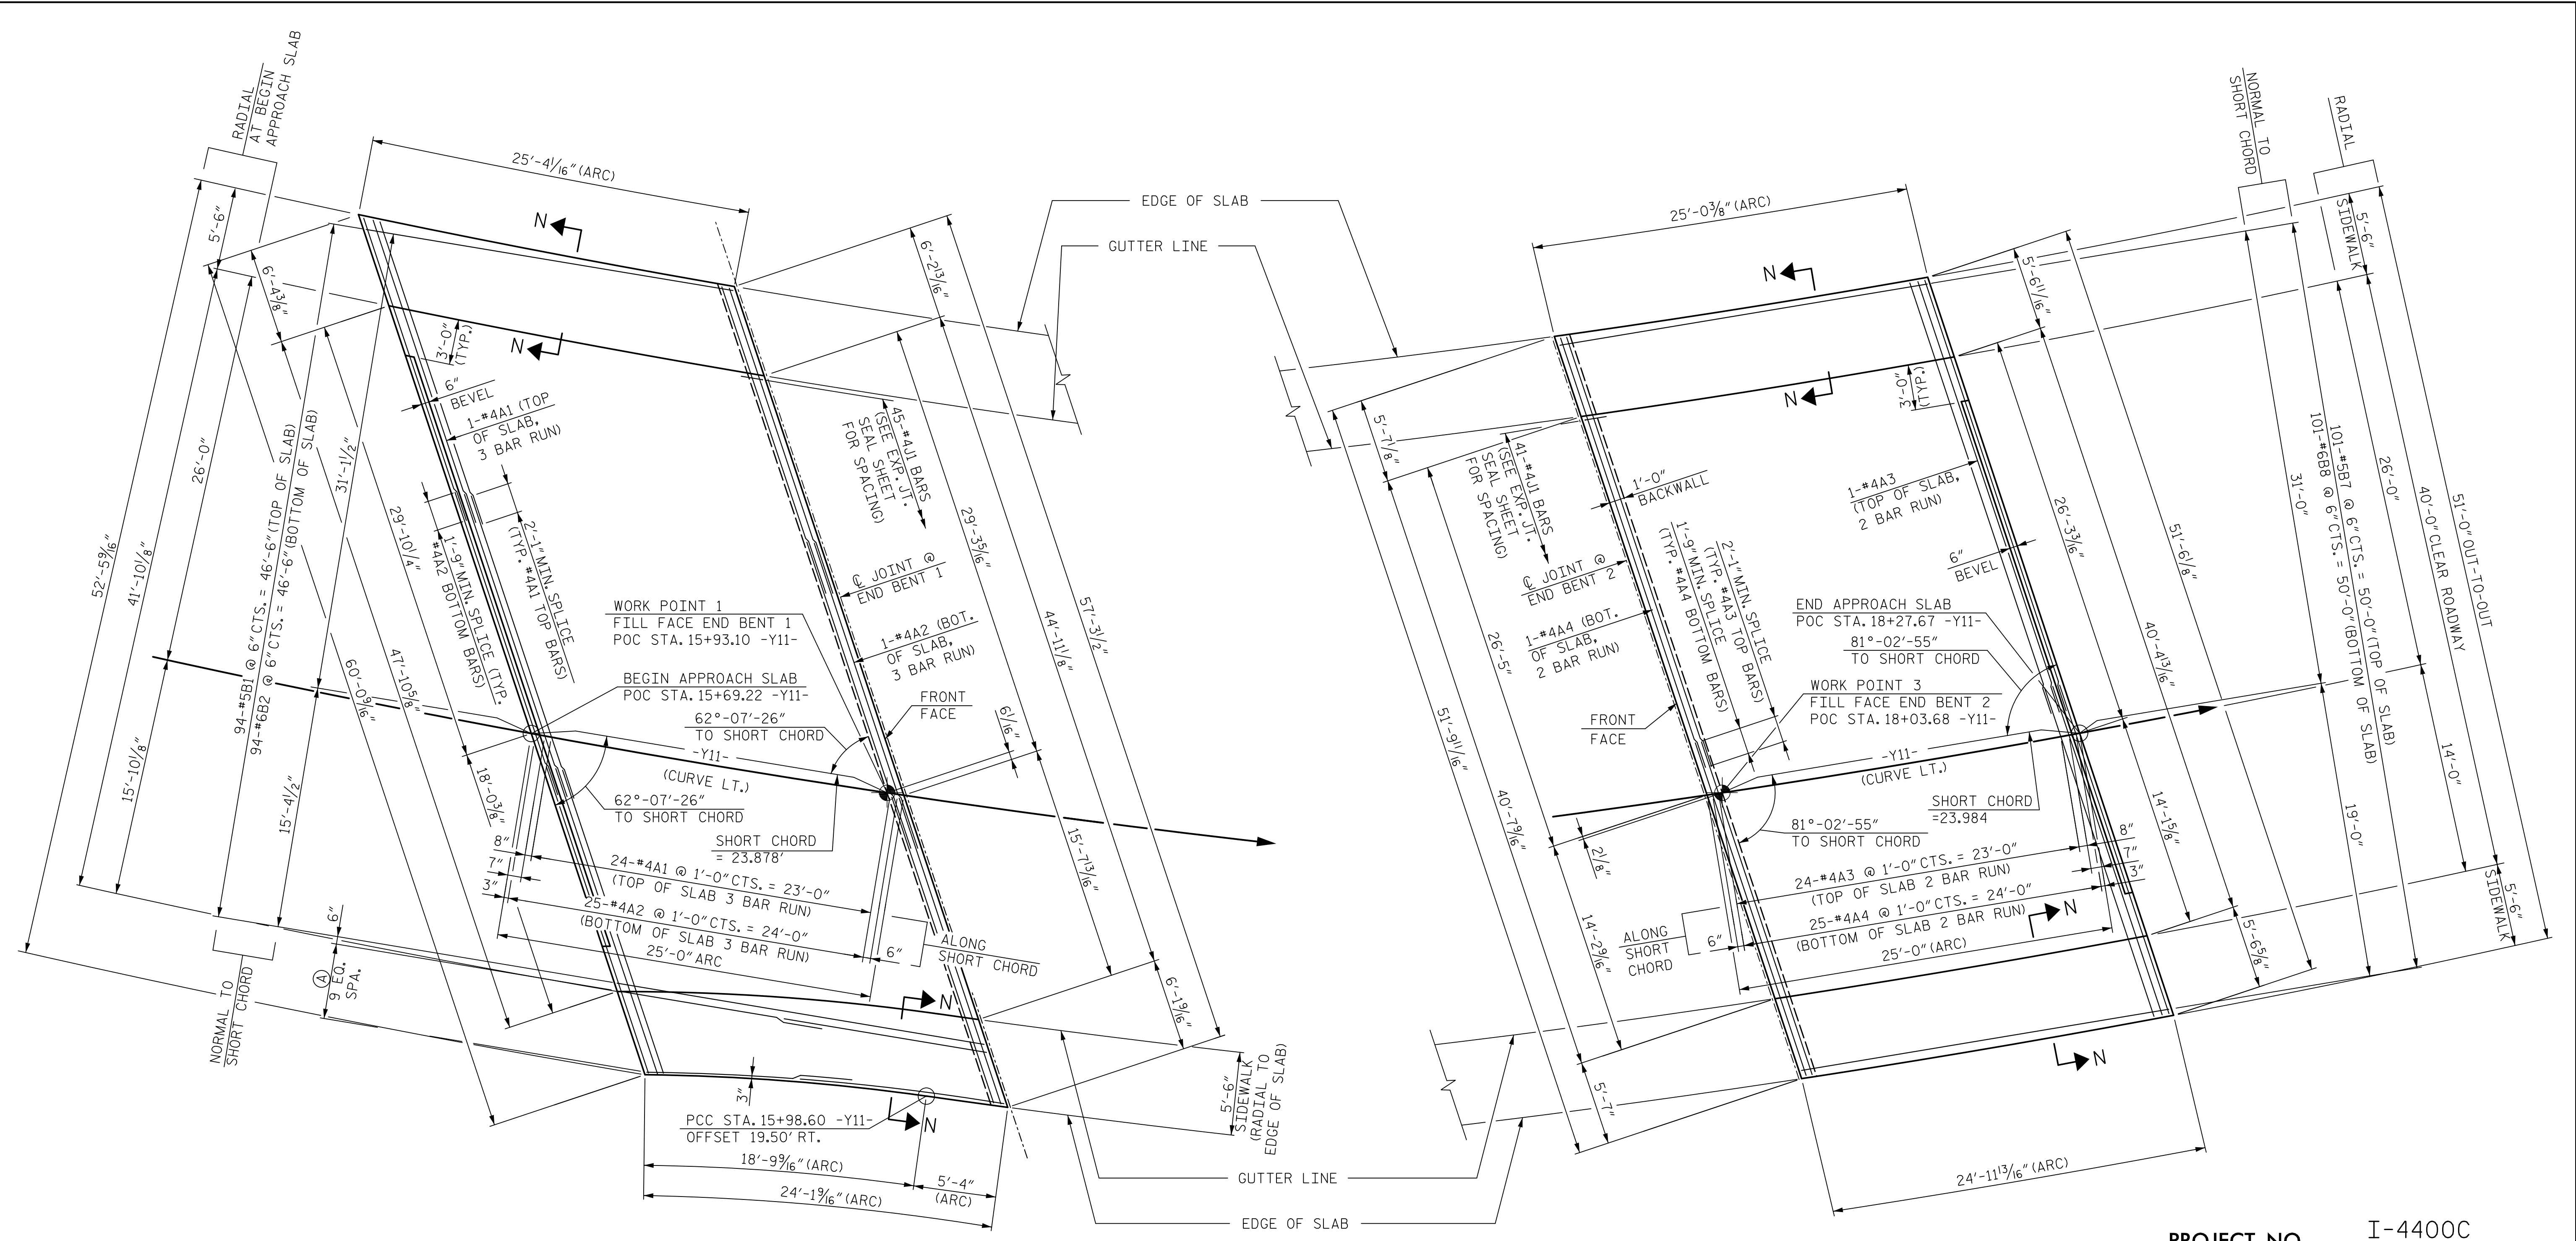 RADIAL
AT BEGIN
APPROACH SLAB
25'-4 1/16" (ARC)
5'-6"
6'-4 3/8"
52'-5 9/16"
41'-10 1/8"
26'-0"
15'-10 1/8"
94-#5B1 @ 6" CTS. = 46'-6" (TOP OF SLAB)
94-#6B2 @ 6" CTS. = 46'-6" (BOTTOM OF SLAB)
31'-1 1/2"
15'-4 1/2"
29'-10 1/4"
47'-10 5/8"
60'-0 9/16"
18'-0 3/8"
N
N
3'-0"
(TYP.)
6"
BEVEL
1-#4A1 (TOP
OF SLAB,
3 BAR RUN)
2'-1" MIN. SPLICE
(TYP. #4A1 TOP BARS)
1'-9" MIN. SPLICE (TYP.
#4A2 BOTTOM BARS)
WORK POINT 1
FILL FACE END BENT 1
POC STA. 15+93.10 -Y11-
BEGIN APPROACH SLAB
POC STA. 15+69.22 -Y11-
62°-07'-26"
TO SHORT CHORD
-Y11-
(CURVE LT.)
62°-07'-26"
TO SHORT CHORD
SHORT CHORD
= 23.878'
8"
7"
3"
24-#4A1 @ 1'-0" CTS. = 23'-0"
(TOP OF SLAB 3 BAR RUN)
25-#4A2 @ 1'-0" CTS. = 24'-0"
(BOTTOM OF SLAB 3 BAR RUN)
25'-0" ARC
6"
ALONG
SHORT CHORD
6"
A
9 EQ.
SPA.
NORMAL TO
SHORT CHORD
N
3"
PCC STA. 15+98.60 -Y11-
OFFSET 19.50' RT.
N
18'-9 9/16" (ARC)
5'-4"
(ARC)
24'-1 9/16" (ARC)
45-#4J1 BARS
(SEE EXP. JT.
SEAL SHEET
FOR SPACING)
℄ JOINT @
END BENT 1
1-#4A2 (BOT.
OF SLAB,
3 BAR RUN)
FRONT
FACE
6 1/16"
6'-2 13/16"
29'-3 5/16"
44'-11 1/8"
57'-3 1/2"
15'-7 13/16"
6'-1 9/16"
5'-6"
SIDEWALK
(RADIAL TO
EDGE OF SLAB)
EDGE OF SLAB
GUTTER LINE
GUTTER LINE
EDGE OF SLAB
25'-0 3/8" (ARC)
NORMAL TO
SHORT CHORD
RADIAL
N
N
5'-7 1/8"
26'-5"
51'-9 11/16"
40'-7 9/16"
14'-2 9/16"
5'-7"
2 1/8"
41-#4J1 BARS
(SEE EXP. JT.
SEAL SHEET
FOR SPACING)
℄ JOINT @
END BENT 2
1-#4A4 (BOT.
OF SLAB,
2 BAR RUN)
FRONT
FACE
1'-0"
BACKWALL
2'-1" MIN. SPLICE
(TYP. #4A3 TOP BARS)
1'-9" MIN. SPLICE
(TYP. #4A4 BOTTOM BARS)
1-#4A3
(TOP OF SLAB,
2 BAR RUN)
3'-0"
(TYP.)
6"
BEVEL
END APPROACH SLAB
POC STA. 18+27.67 -Y11-
81°-02'-55"
TO SHORT CHORD
WORK POINT 3
FILL FACE END BENT 2
POC STA. 18+03.68 -Y11-
-Y11-
(CURVE LT.)
SHORT CHORD
=23.984
81°-02'-55"
TO SHORT CHORD
8"
7"
3"
24-#4A3 @ 1'-0" CTS. = 23'-0"
(TOP OF SLAB 2 BAR RUN)
25-#4A4 @ 1'-0" CTS. = 24'-0"
(BOTTOM OF SLAB 2 BAR RUN)
25'-0" (ARC)
6"
ALONG
SHORT
CHORD
N
N
24'-11 13/16" (ARC)
5'-6 11/16"
26'-3 3/16"
40'-4 13/16"
51'-6 1/8"
14'-1 5/8"
5'-6 5/8"
31'-0"
19'-0"
101-#6B8 @ 6" CTS. = 50'-0" (BOTTOM OF SLAB)
101-#5B7 @ 6" CTS. = 50'-0" (TOP OF SLAB)
26'-0"
14'-0"
40'-0" CLEAR ROADWAY
51'-0" OUT-TO-OUT
5'-6"
SIDEWALK
5'-6"
SIDEWALK
PROJECT NO. I-4400C